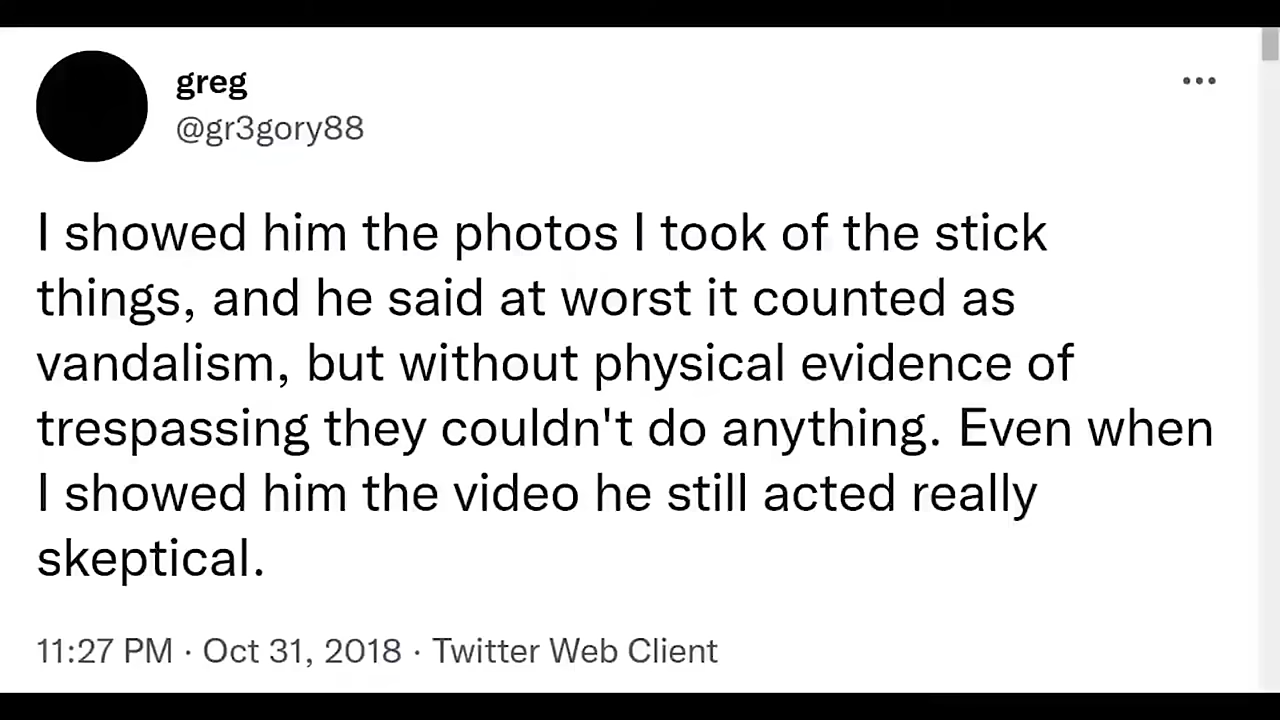 greg
@gr3gory88
I showed him the photos I took of the stick
things, and he said at worst it counted as
vandalism, but without physical evidence of
trespassing they couldn't do anything. Even when
I showed him the video he still acted really
skeptical.
11:27 PM · Oct 31, 2018 · Twitter Web Client